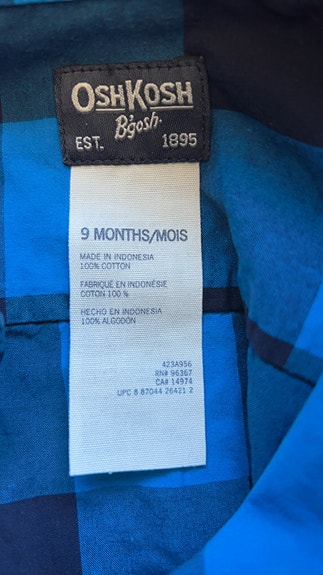 OSHKOSH
B'gosh.
EST. 1895
9 MONTHS/MOIS
MADE IN INDONESIA
100% COTTON
FABRIQUÉ EN INDONÉSIE
COTON 100 %
HECHO EN INDONESIA
100% ALGODÓN
423A956
RN# 96367
CA# 14974
UPC 8 87044 26421 2